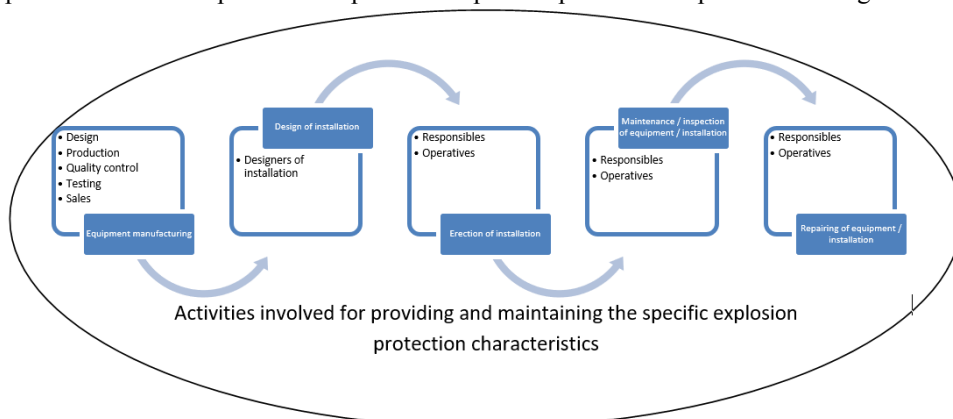 • Design
• Production
• Quality control
• Testing
• Sales
Equipment manufacturing
Design of installation
• Designers of
installation
• Responsibles
• Operatives
Erection of installation
Maintenance / inspection
of equipment / installation
• Responsibles
• Operatives
• Responsibles
• Operatives
Repairing of equipment /
installation
Activities involved for providing and maintaining the specific explosion
protection characteristics